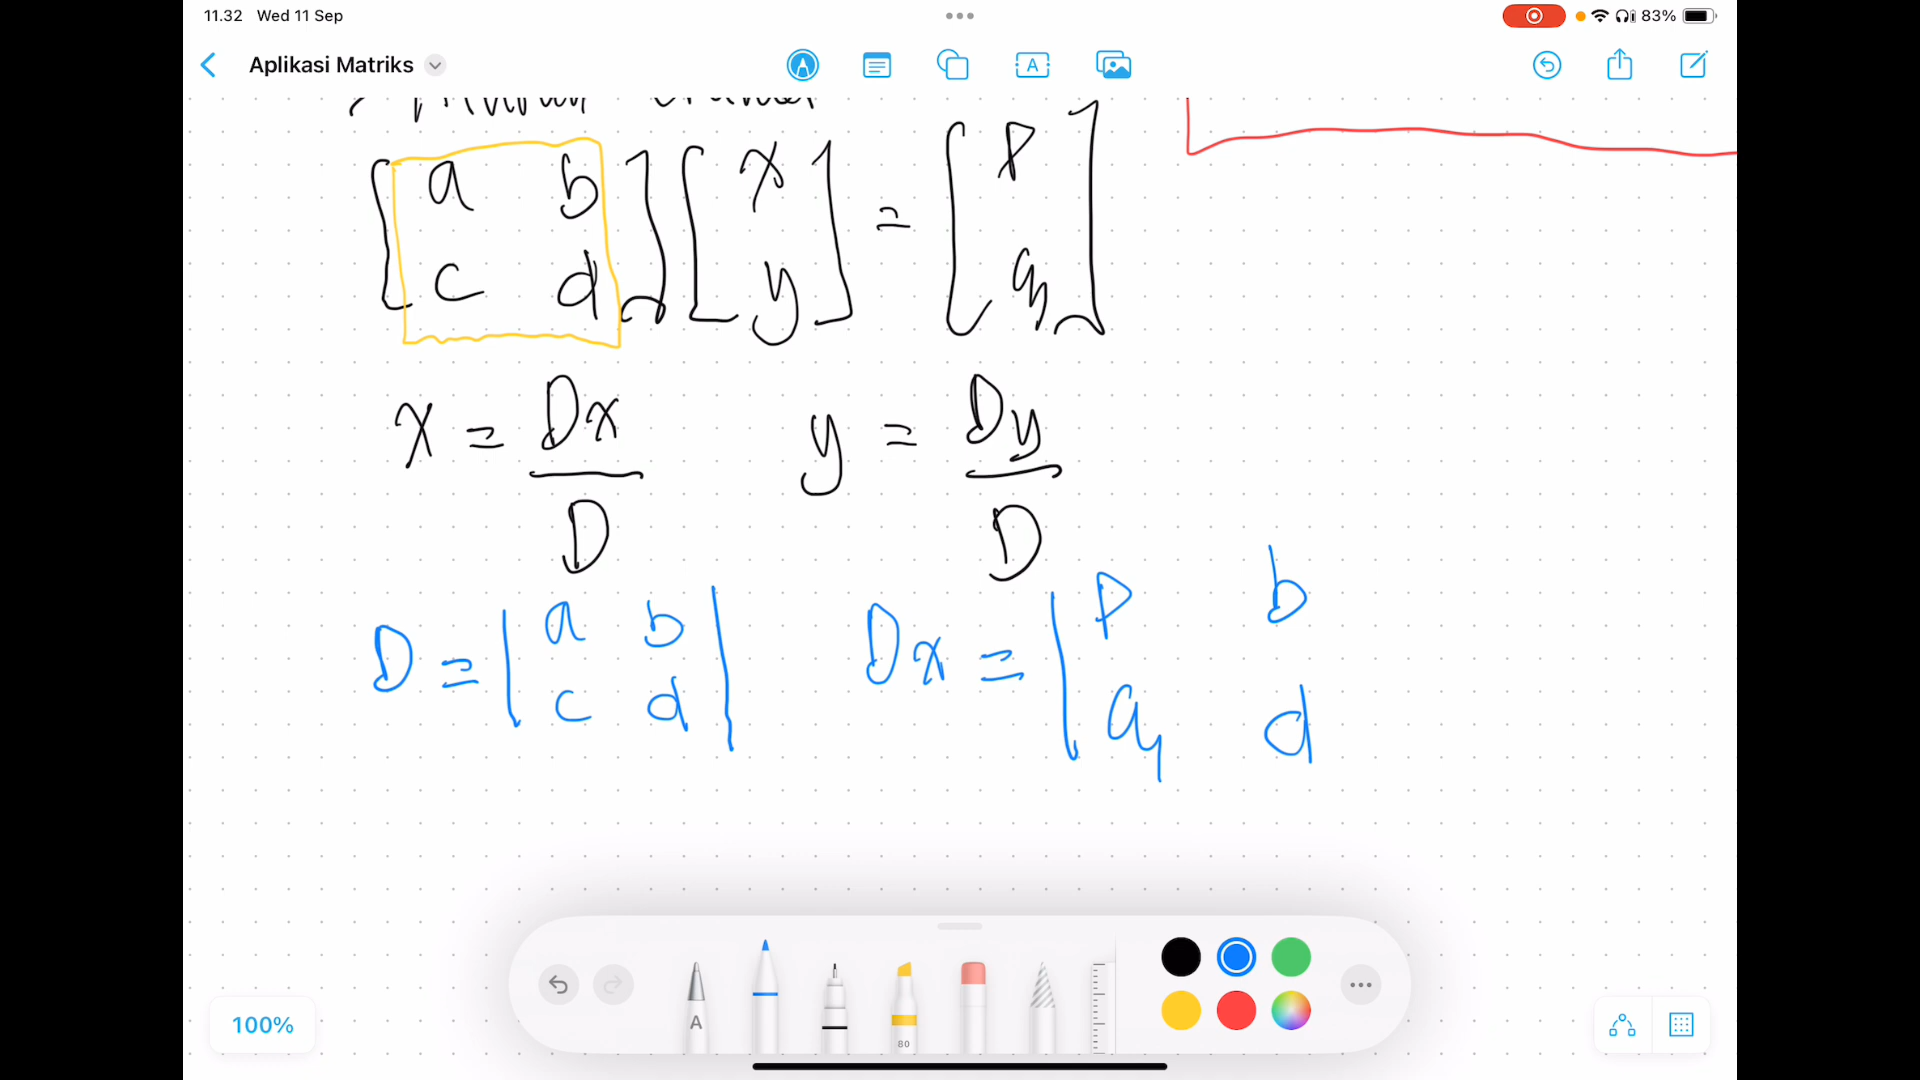 11.32 Wed 11 Sep
83%
Aplikasi Matriks
[a b; c d] [x; y] = [p; q]
x = Dx/D y = Dy/D
D = |a b; c d| Dx = |p b; q d
A
80
100%